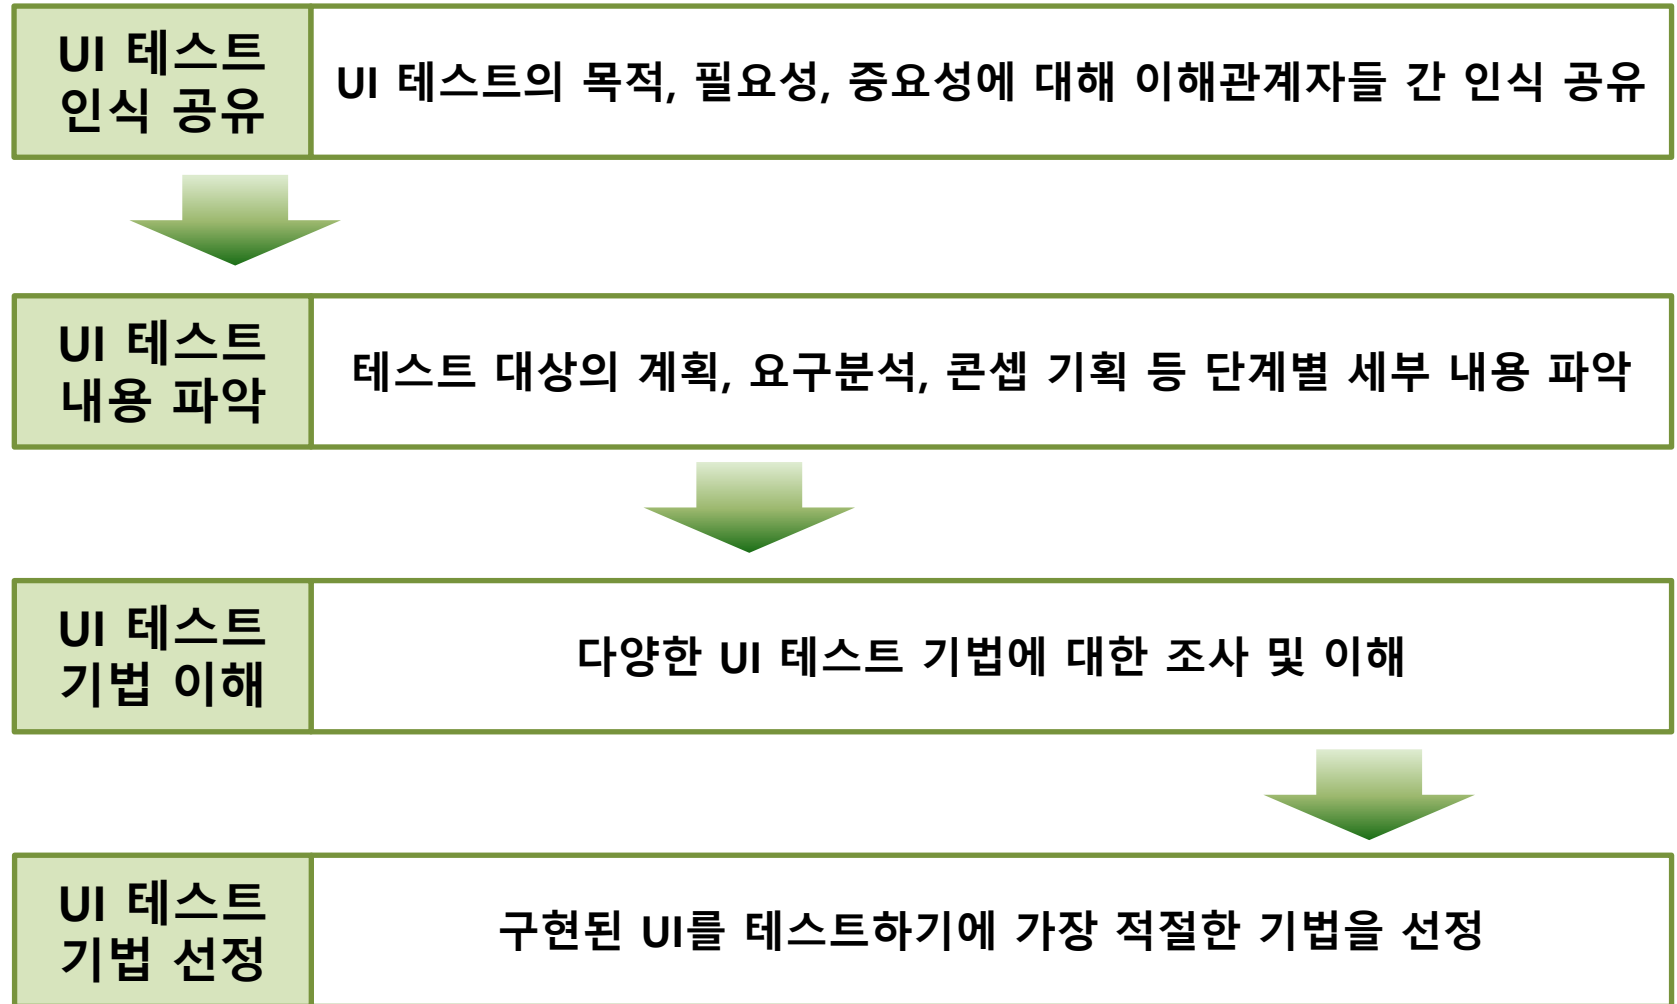 UI 테스트
인식 공유
UI 테스트의 목적, 필요성, 중요성에 대해 이해관계자들 간 인식 공유
UI 테스트
내용 파악
테스트 대상의 계획, 요구분석, 콘셉 기획 등 단계별 세부 내용 파악
UI 테스트
기법 이해
다양한 UI 테스트 기법에 대한 조사 및 이해
UI 테스트
기법 선정
구현된 UI를 테스트하기에 가장 적절한 기법을 선정